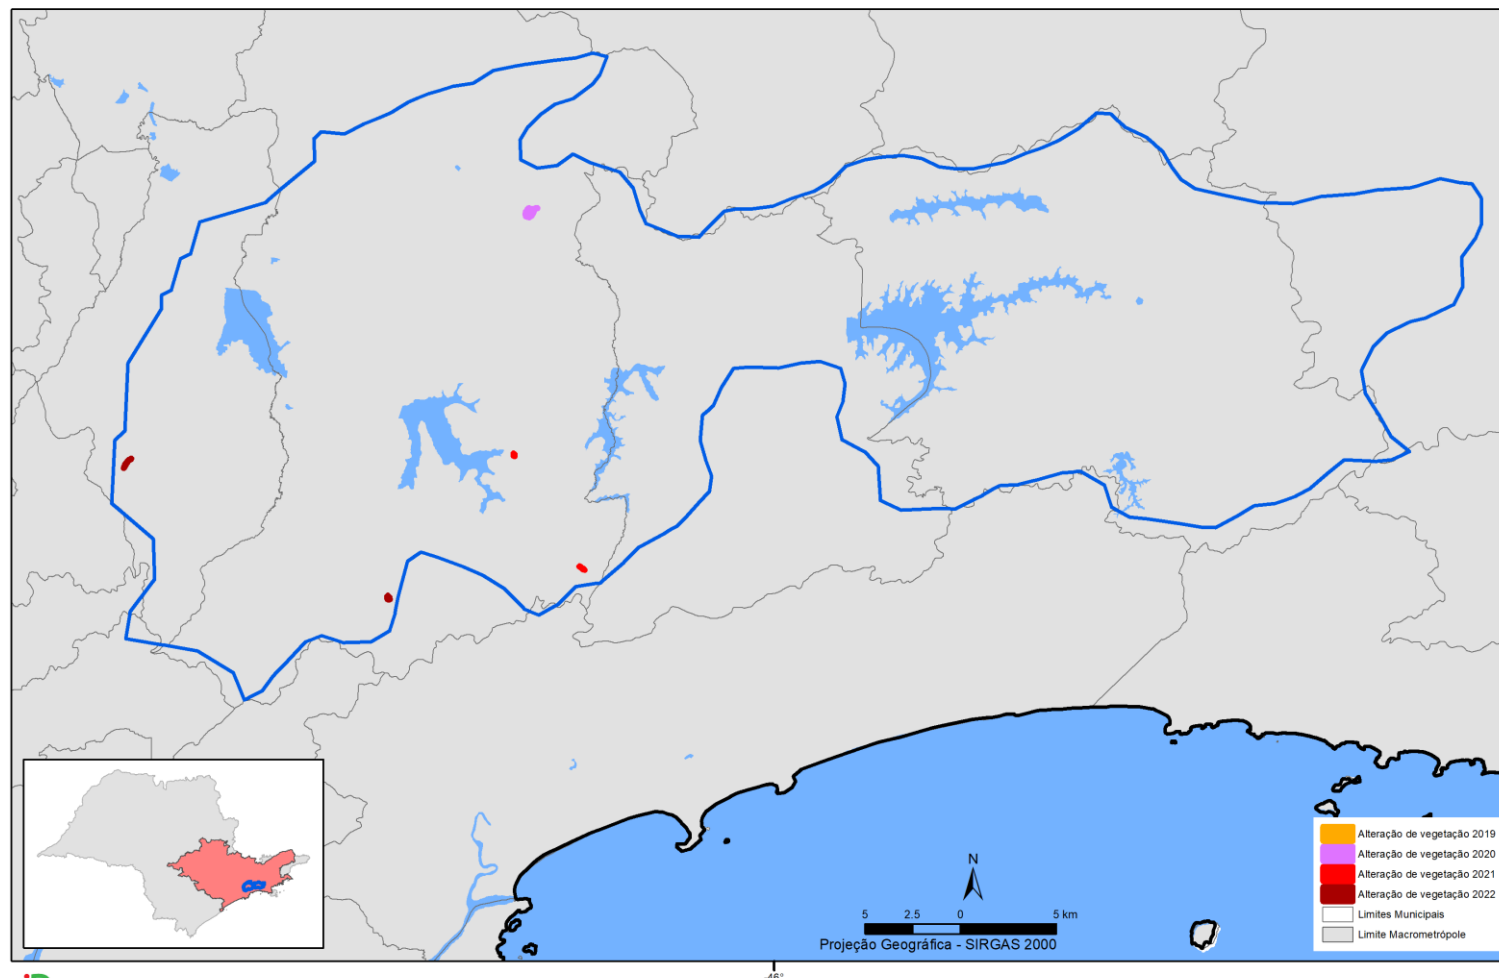 Alteração de vegetação 2019
Alteração de vegetação 2020
Alteração de vegetação 2021
Alteração de vegetação 2022
Limites Municipais
Limite Macrometrópole
N
5 2.5 0 5 km
Projeção Geográfica - SIRGAS 2000
-46°